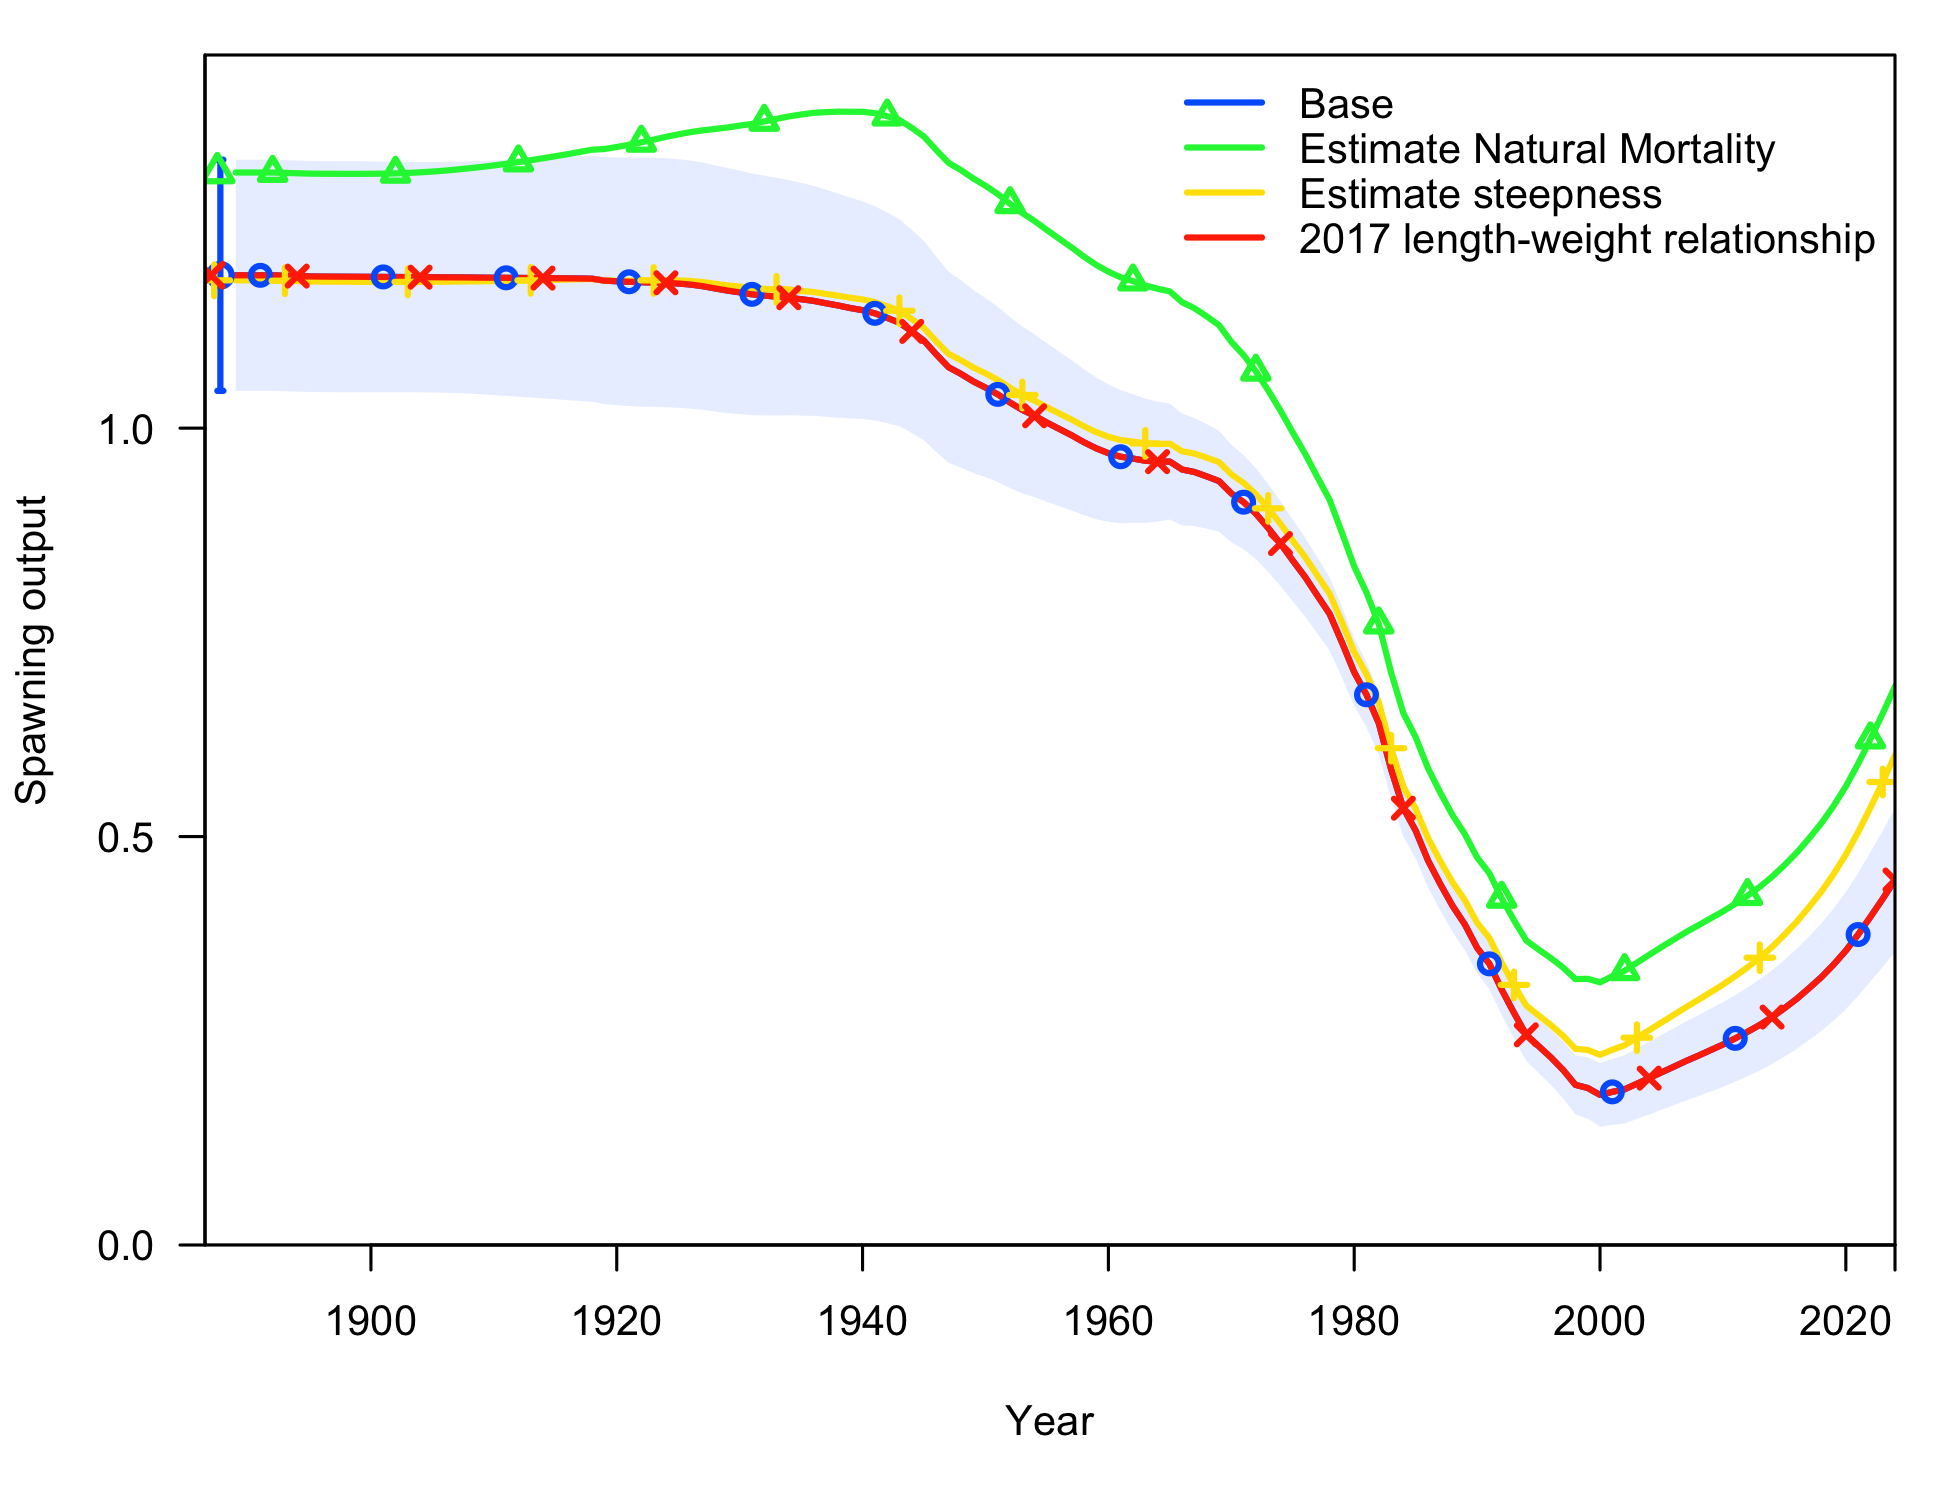 Base
Estimate Natural Mortality
Estimate steepness
2017 length-weight relationship
Spawning output
1.0
0.5
0.0
1900 1920 1940 1960 1980 2000 2020
Year